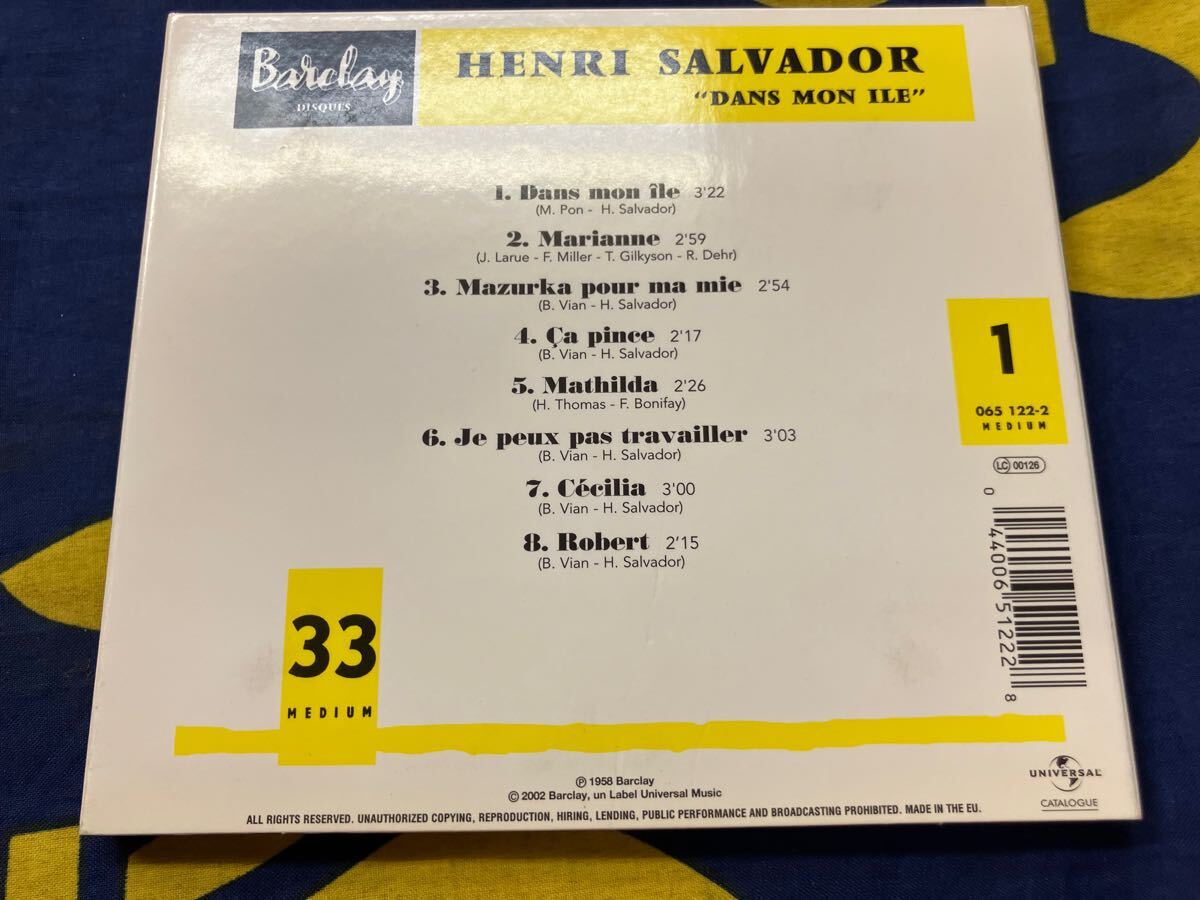 Barclay
DISQUES
HENRI SALVADOR
"DANS MON ILE"
1. Dans mon île 3'22
(M. Pon - H. Salvador)
2. Marianne 2'59
(J. Larue - F. Miller - T. Gilkyson - R. Dehr)
3. Mazurka pour ma mie 2'54
(B. Vian - H. Salvador)
4. Ça pince 2'17
(B. Vian - H. Salvador)
5. Mathilda 2'26
(H. Thomas - F. Bonifay)
6. Je peux pas travailler 3'03
(B. Vian - H. Salvador)
7. Cécilia 3'00
(B. Vian - H. Salvador)
8. Robert 2'15
(B. Vian - H. Salvador)
1
065 122-2
MEDIUM
LC 00126
0 44006 51222 8
33
MEDIUM
℗ 1958 Barclay
© 2002 Barclay, un Label Universal Music
ALL RIGHTS RESERVED. UNAUTHORIZED COPYING, REPRODUCTION, HIRING, LENDING, PUBLIC PERFORMANCE AND BROADCASTING PROHIBITED. MADE IN THE EU.
UNIVERSAL
CATALOGUE